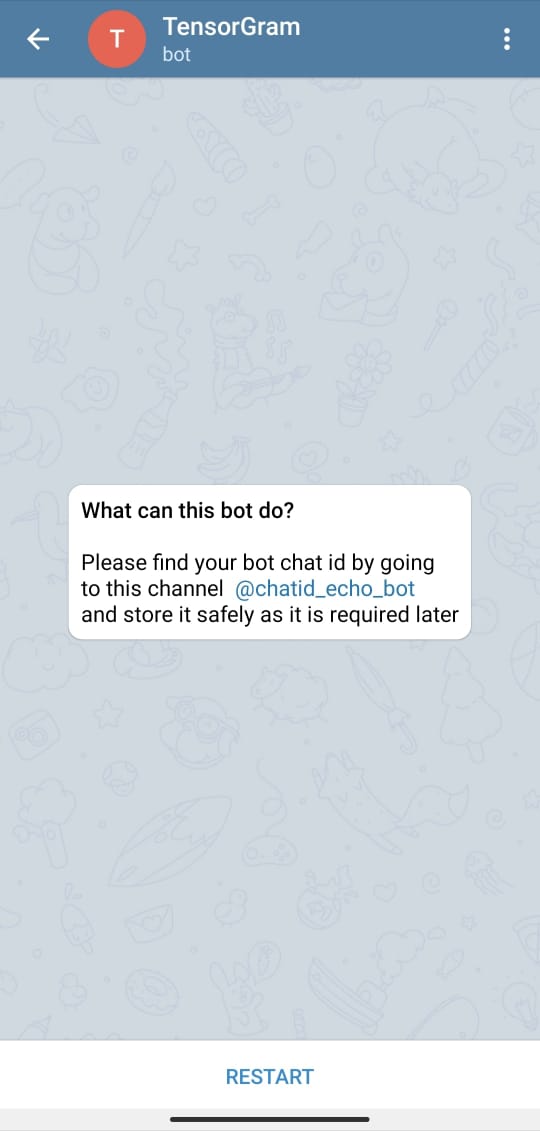 T
TensorGram
bot
What can this bot do?
Please find your bot chat id by going
to this channel @chatid_echo_bot
and store it safely as it is required later
RESTART